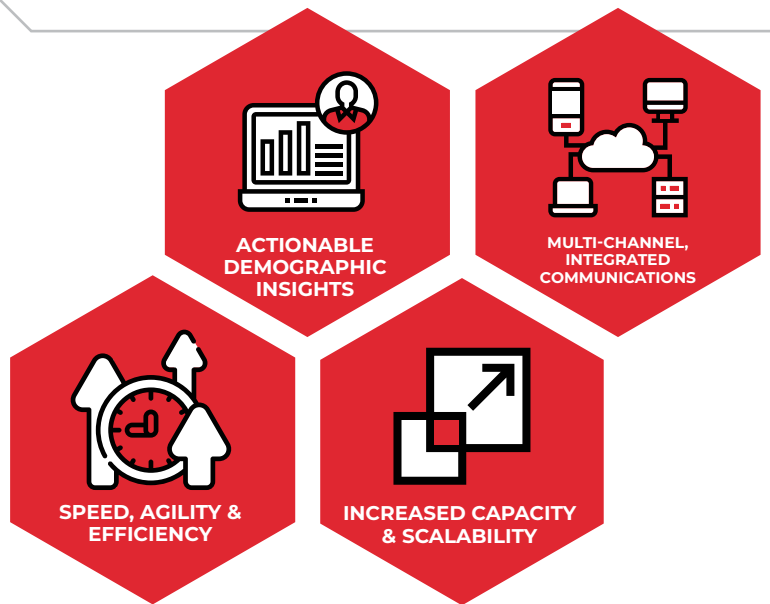 ACTIONABLE
DEMOGRAPHIC
INSIGHTS
MULTI-CHANNEL,
INTEGRATED
COMMUNICATIONS
SPEED, AGILITY &
EFFICIENCY
INCREASED CAPACITY
& SCALABILITY